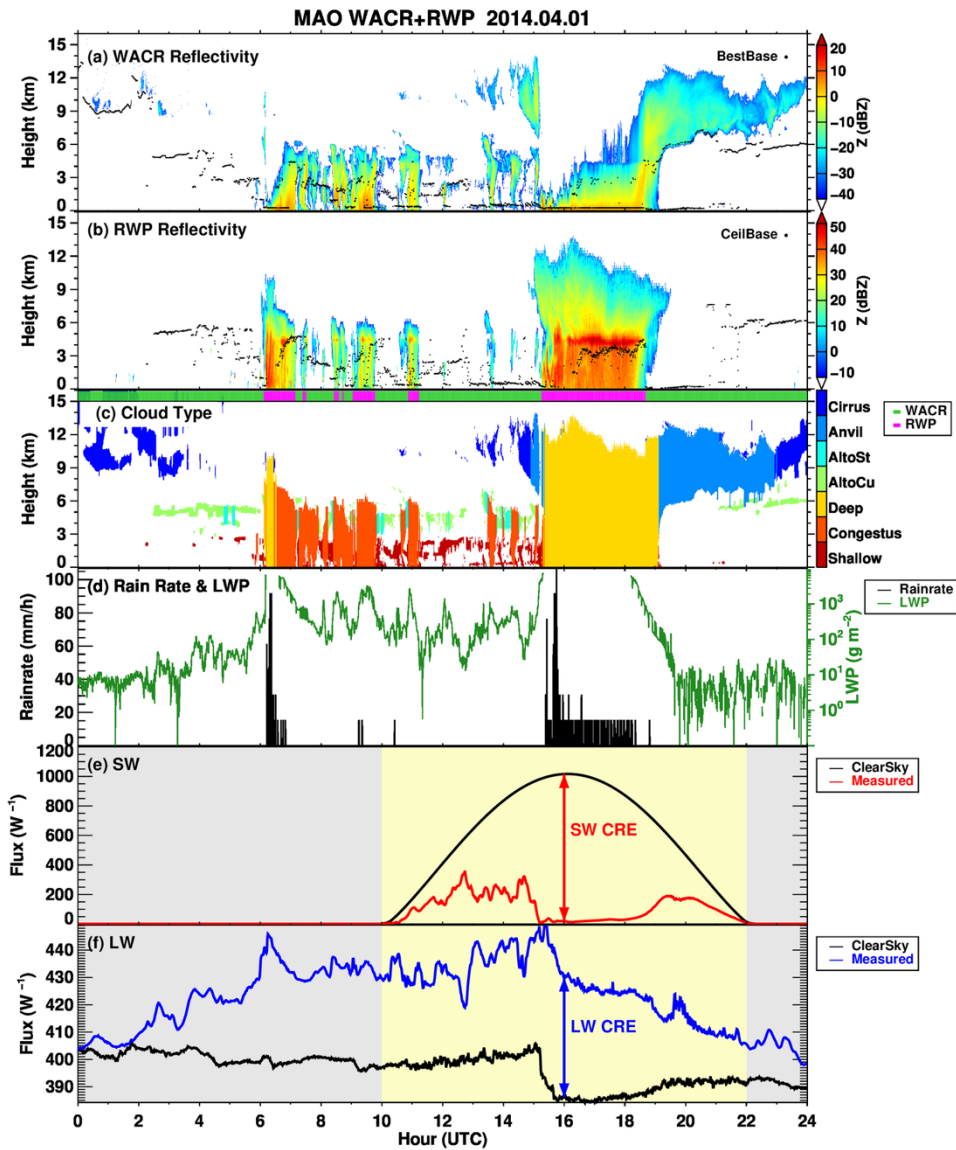 MAO WACR+RWP 2014.04.01
(a) WACR Reflectivity
BestBase
Height (km)
15
12
9
6
3
0
20
10
0
−10
−20
−30
−40
Z (dBZ)
(b) RWP Reflectivity
CeilBase
Height (km)
15
12
9
6
3
0
50
40
30
20
10
0
−10
Z (dBZ)
(c) Cloud Type
Height (km)
15
12
9
6
3
0
Cirrus
Anvil
AltoSt
AltoCu
Deep
Congestus
Shallow
WACR
RWP
(d) Rain Rate & LWP
Rainrate (mm/h)
100
80
60
40
20
0
10³
10²
10¹
10⁰
LWP (g m⁻²)
Rainrate
LWP
(e) SW
Flux (W⁻¹)
1200
1000
800
600
400
200
0
SW CRE
ClearSky
Measured
(f) LW
Flux (W⁻¹)
440
430
420
410
400
390
LW CRE
ClearSky
Measured
0 2 4 6 8 10 12 14 16 18 20 22 24
Hour (UTC)